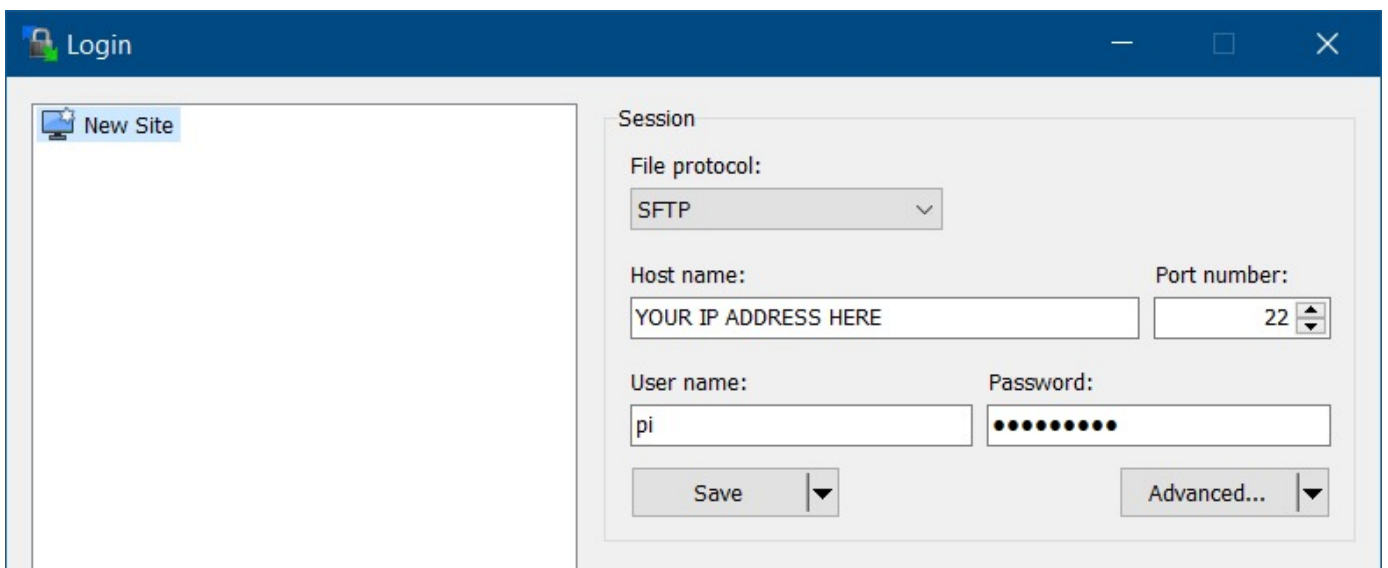 Login
New Site
Session
File protocol:
SFTP
Host name: Port number:
YOUR IP ADDRESS HERE 22
User name: Password:
pi •••••••••
Save Advanced...